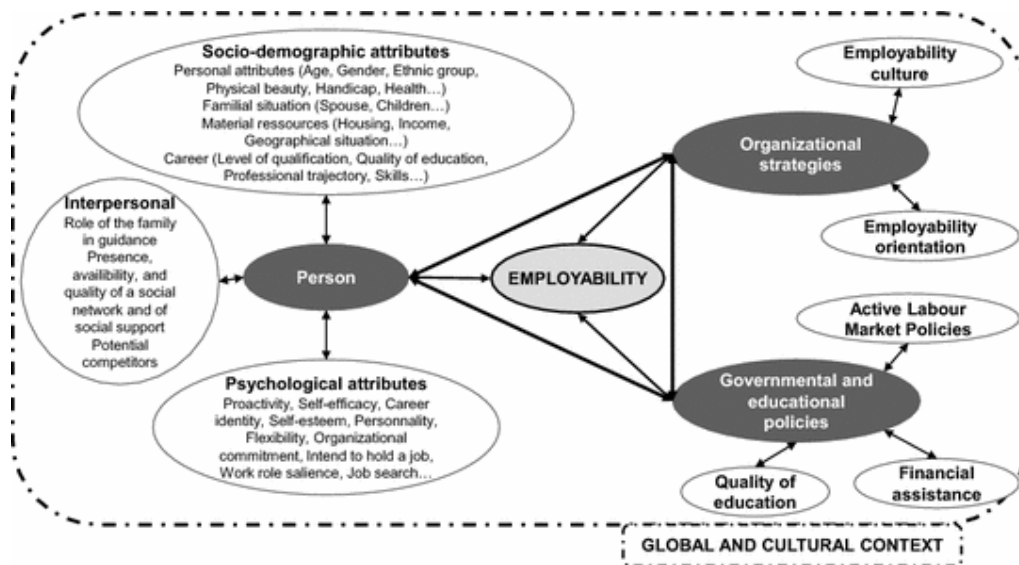 Socio-demographic attributes
Personal attributes (Age, Gender, Ethnic group,
Physical beauty, Handicap, Health...)
Familial situation (Spouse, Children...)
Material ressources (Housing, Income,
Geographical situation...)
Career (Level of qualification, Quality of education,
Professional trajectory, Skills...)
Interpersonal
Role of the family
in guidance
Presence,
availibility, and
quality of a social
network and of
social support
Potential
competitors
Person
Psychological attributes
Proactivity, Self-efficacy, Career
identity, Self-esteem, Personnality,
Flexibility, Organizational
commitment, Intend to hold a job,
Work role salience, Job search...
EMPLOYABILITY
Employability
culture
Organizational
strategies
Employability
orientation
Active Labour
Market Policies
Governmental and
educational
policies
Quality of
education
Financial
assistance
GLOBAL AND CULTURAL CONTEXT